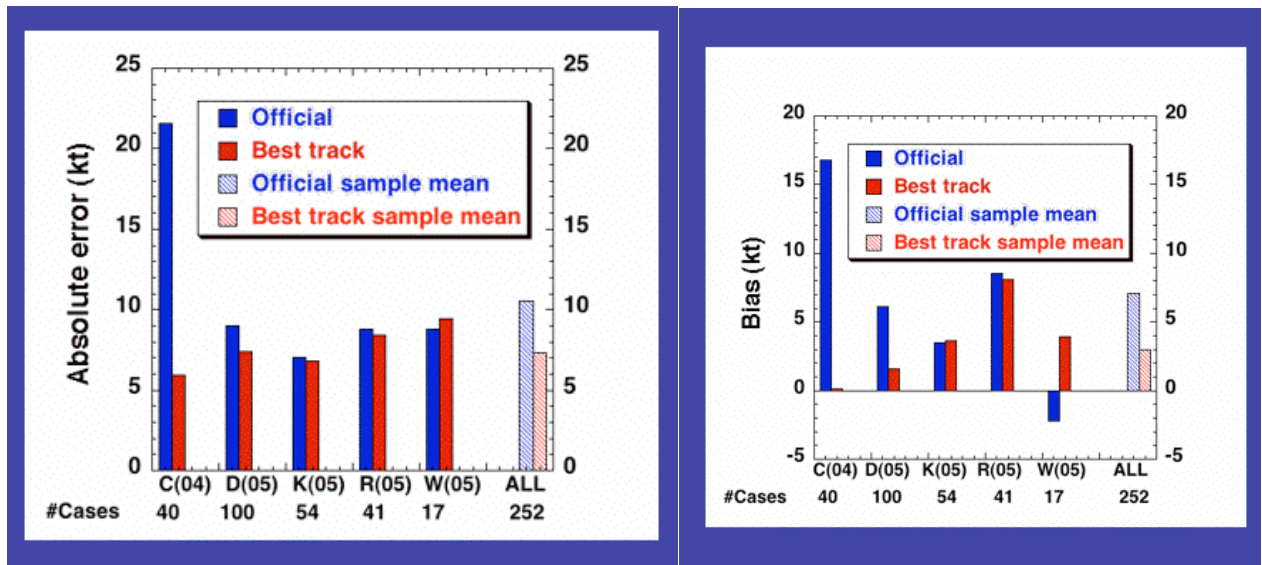 25 25
20 20
15 15
10 10
5 5
0 0
Absolute error (kt)
Official
Best track
Official sample mean
Best track sample mean
C(04) D(05) K(05) R(05) W(05) ALL
#Cases 40 100 54 41 17 252
20 20
15 15
10 10
5 5
0 0
-5 -5
Bias (kt)
Official
Best track
Official sample mean
Best track sample mean
C(04) D(05) K(05) R(05) W(05) ALL
#Cases 40 100 54 41 17 252